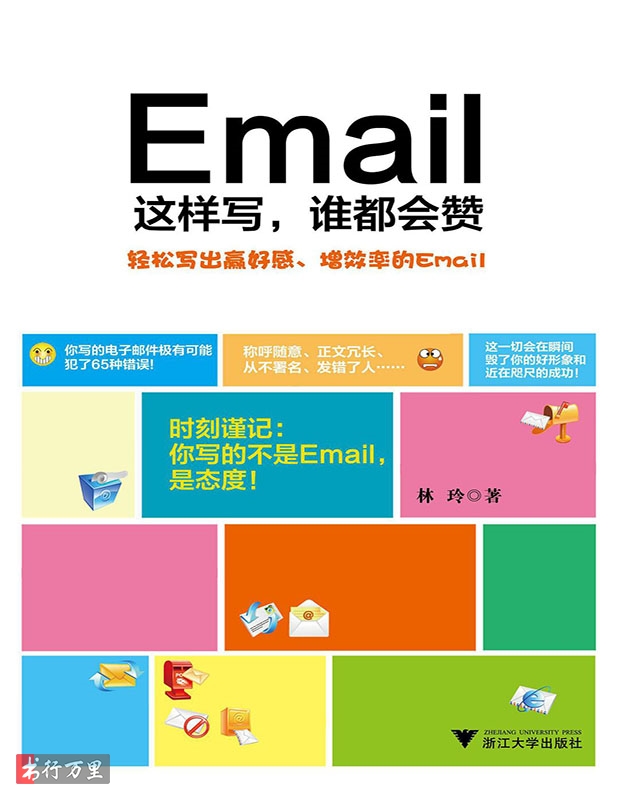 Email
这样写，谁都会赞
轻松写出赢好感、增效率的Email
你写的电子邮件极有可能
犯了65种错误！
称呼随意、正文冗长、
从不署名、发错了人……
这一切会在瞬间
毁了你的好形象和
近在咫尺的成功！
时刻谨记：
你写的不是Email，
是态度！
林 玲◎著
ZHEJIANG UNIVERSITY PRESS
浙江大学出版社
书行万里